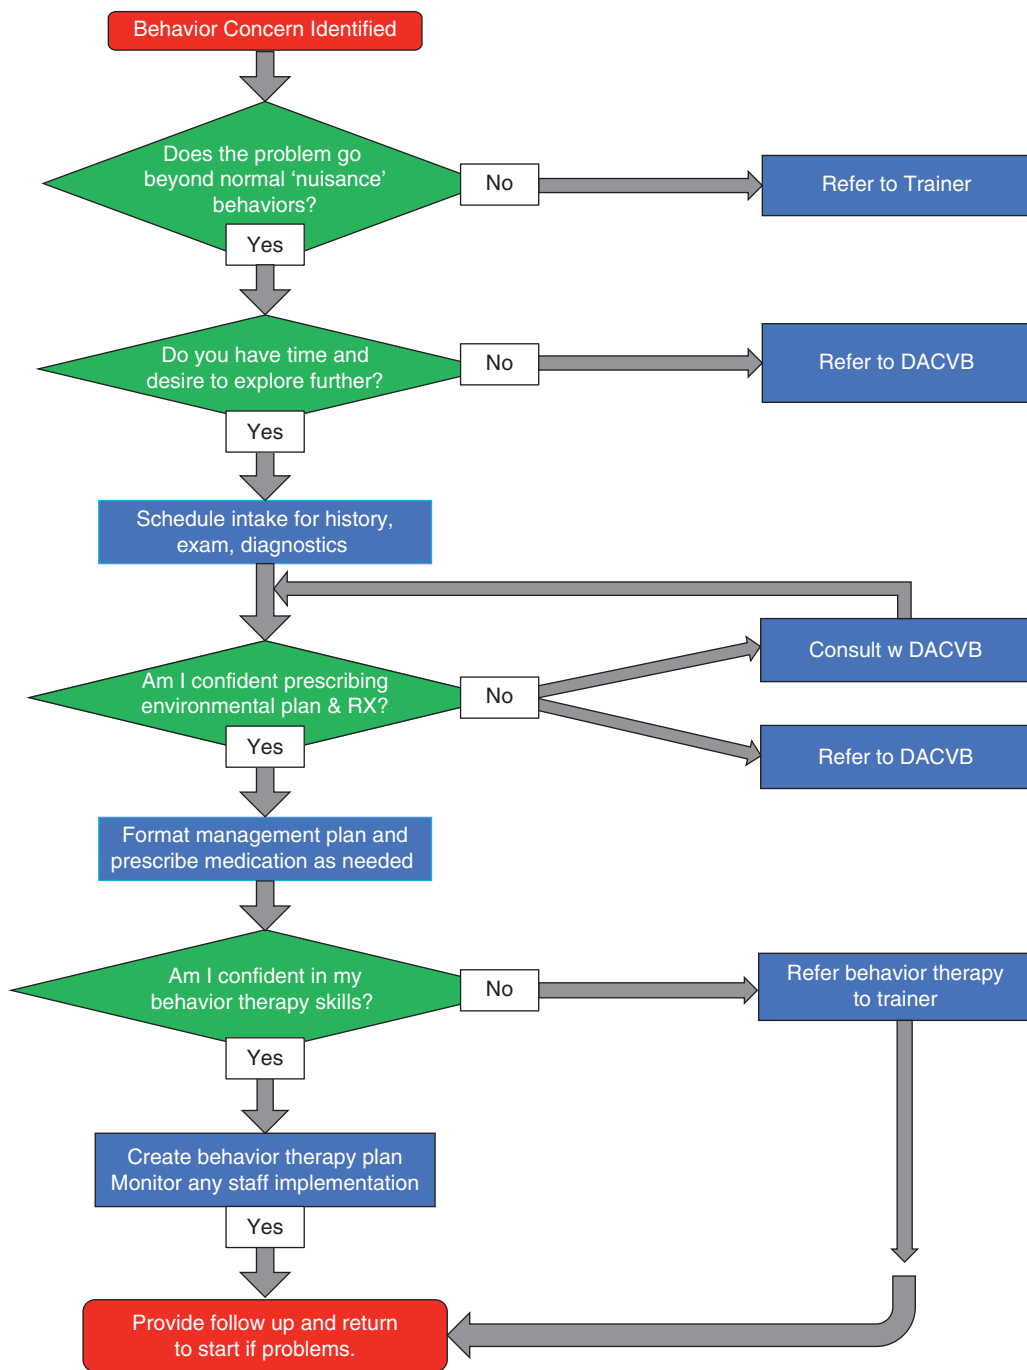 Behavior Concern Identified
Does the problem go
beyond normal ‘nuisance’
behaviors?
No
Refer to Trainer
Yes
Do you have time and
desire to explore further?
No
Refer to DACVB
Yes
Schedule intake for history,
exam, diagnostics
Consult w DACVB
Am I confident prescribing
environmental plan & RX?
No
Refer to DACVB
Yes
Format management plan and
prescribe medication as needed
Am I confident in my
behavior therapy skills?
No
Refer behavior therapy
to trainer
Yes
Create behavior therapy plan
Monitor any staff implementation
Yes
Provide follow up and return
to start if problems.